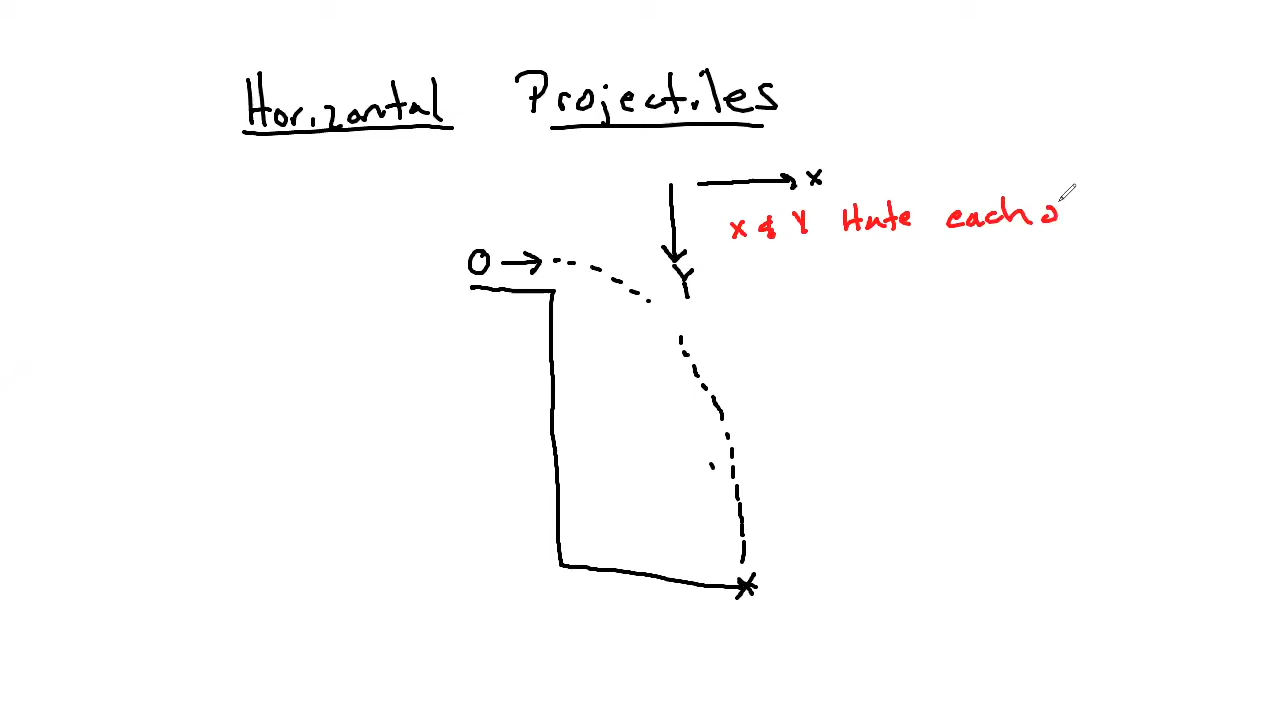 Horizontal Projectiles
X
X & Y Hate each o
Y